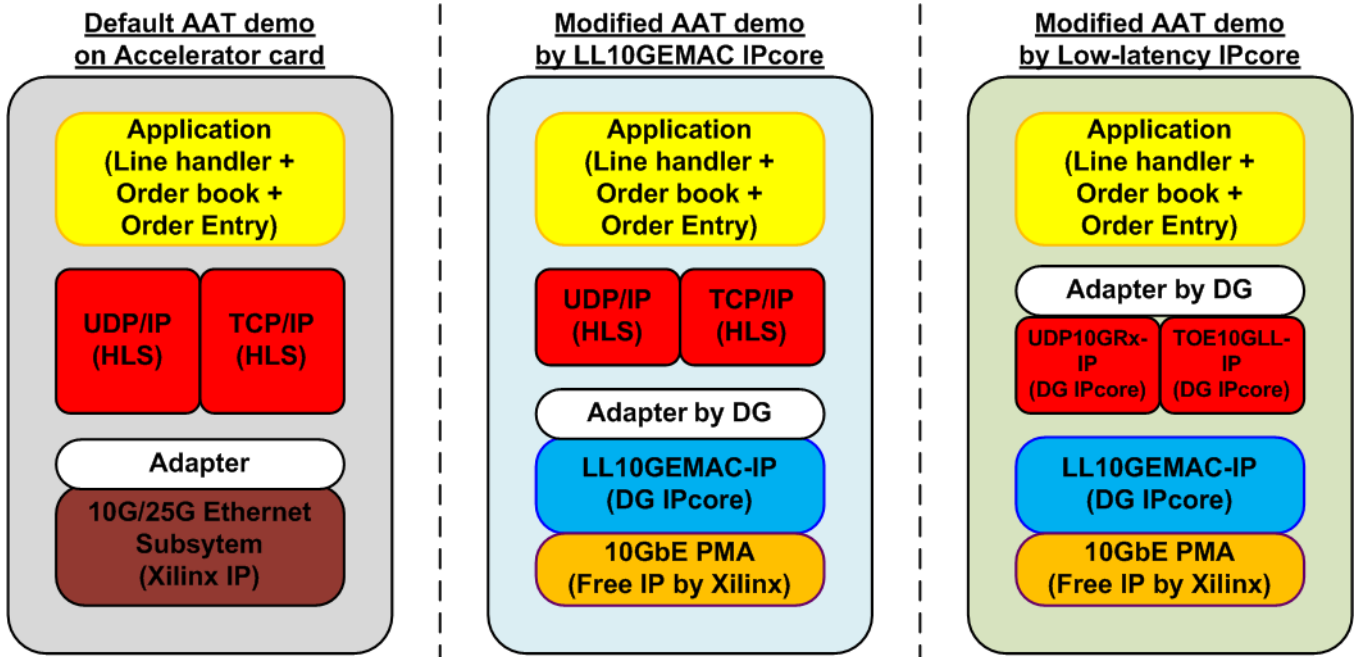 Default AAT demo
on Accelerator card
Application
(Line handler +
Order book +
Order Entry)
UDP/IP
(HLS)
TCP/IP
(HLS)
Adapter
10G/25G Ethernet
Subsytem
(Xilinx IP)
Modified AAT demo
by LL10GEMAC IPcore
Application
(Line handler +
Order book +
Order Entry)
UDP/IP
(HLS)
TCP/IP
(HLS)
Adapter by DG
LL10GEMAC-IP
(DG IPcore)
10GbE PMA
(Free IP by Xilinx)
Modified AAT demo
by Low-latency IPcore
Application
(Line handler +
Order book +
Order Entry)
Adapter by DG
UDP10GRx-
IP
(DG IPcore)
TOE10GLL-
IP
(DG IPcore)
LL10GEMAC-IP
(DG IPcore)
10GbE PMA
(Free IP by Xilinx)